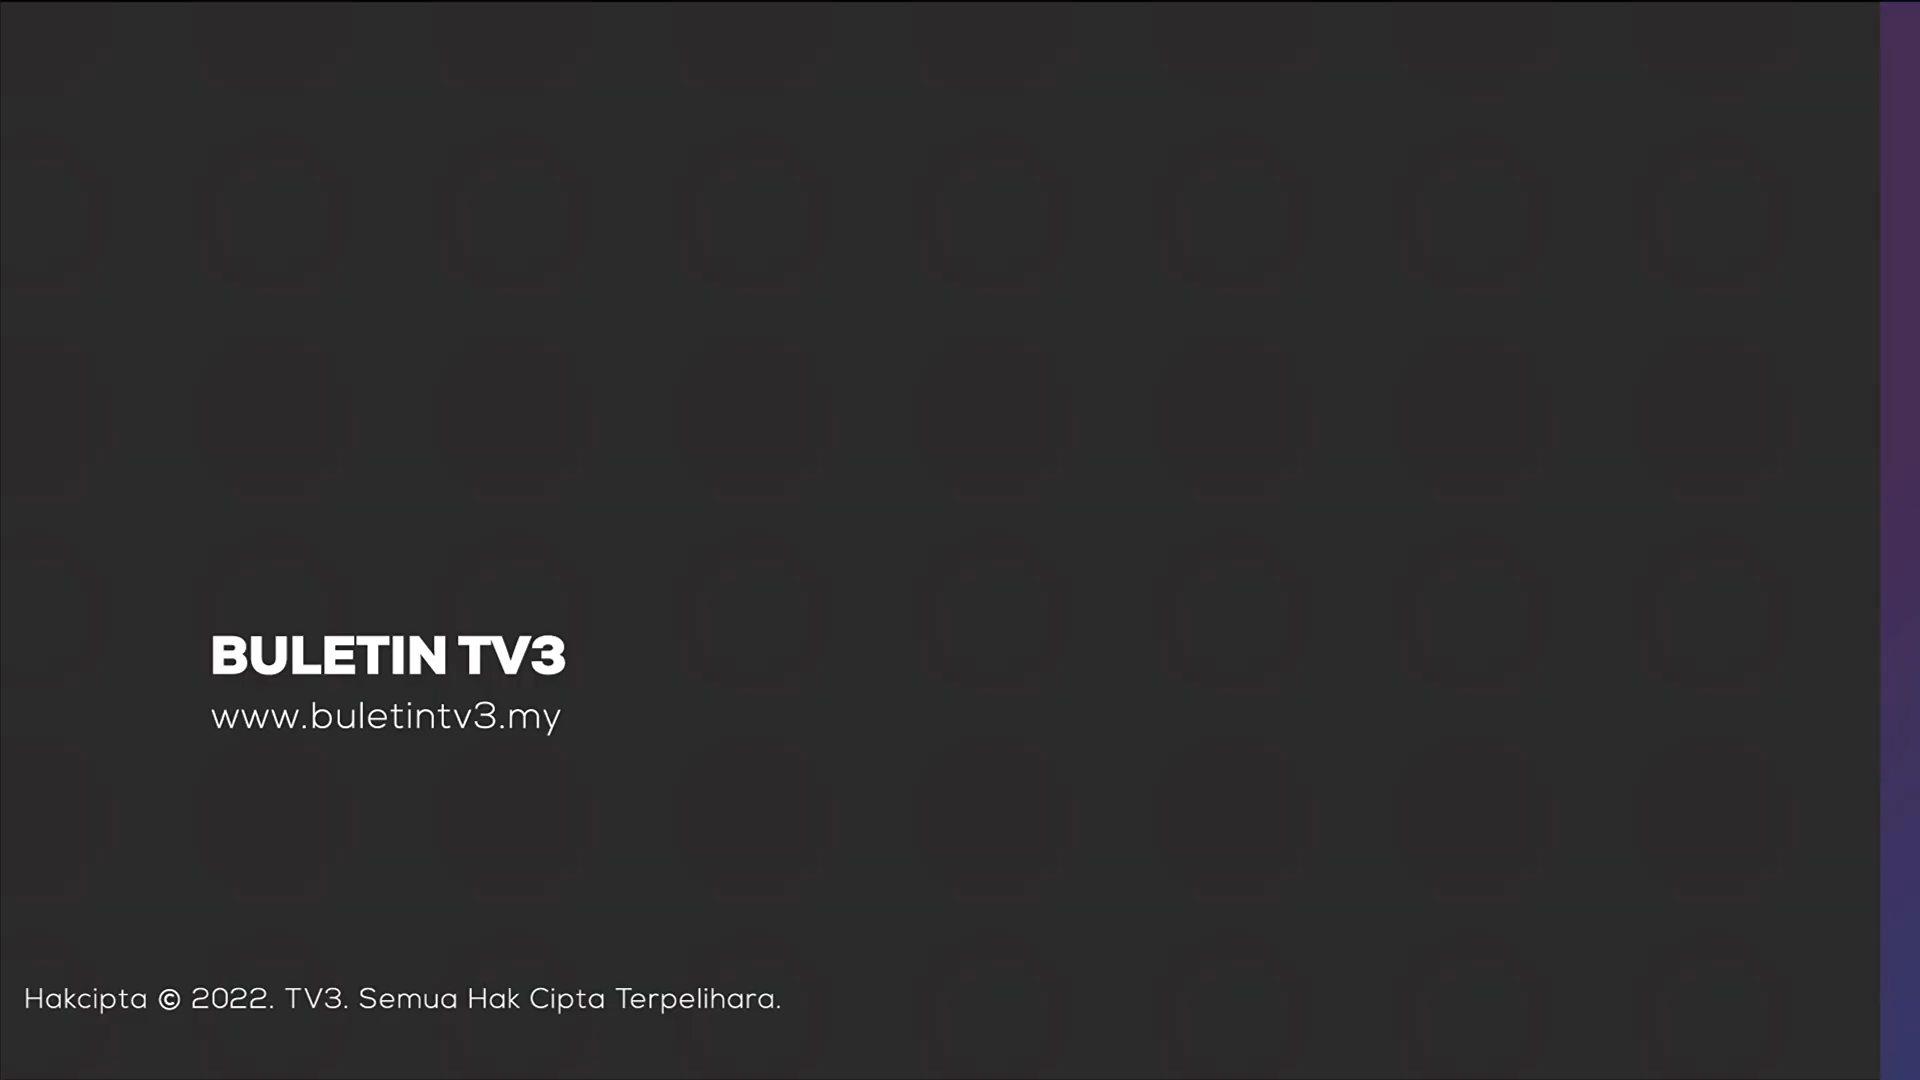 BULETIN TV3
www.buletintv3.my
Hakcipta © 2022. TV3. Semua Hak Cipta Terpelihara.